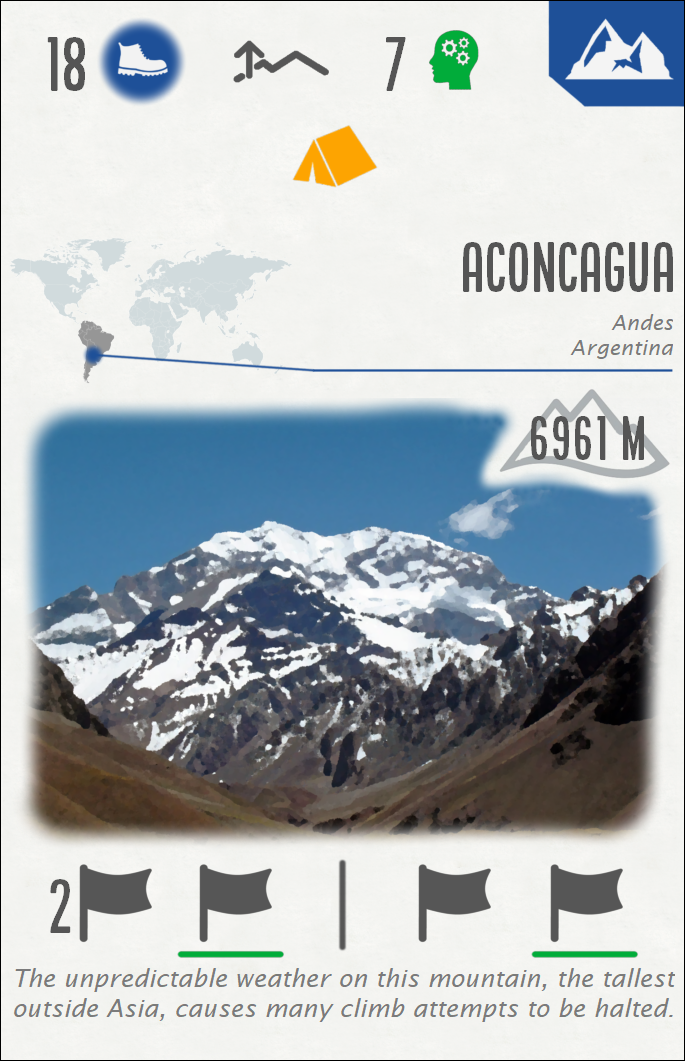 18
7
ACONCAGUA
Andes
Argentina
6961 M
2
The unpredictable weather on this mountain, the tallest
outside Asia, causes many climb attempts to be halted.